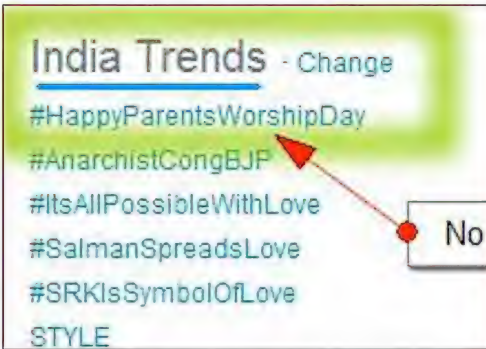 India Trends - Change
#HappyParentsWorshipDay
#AnarchistCongBJP
#ItsAllPossibleWithLove
No
#SalmanSpreadsLove
#SRKIsSymbolOfLove
STYLE